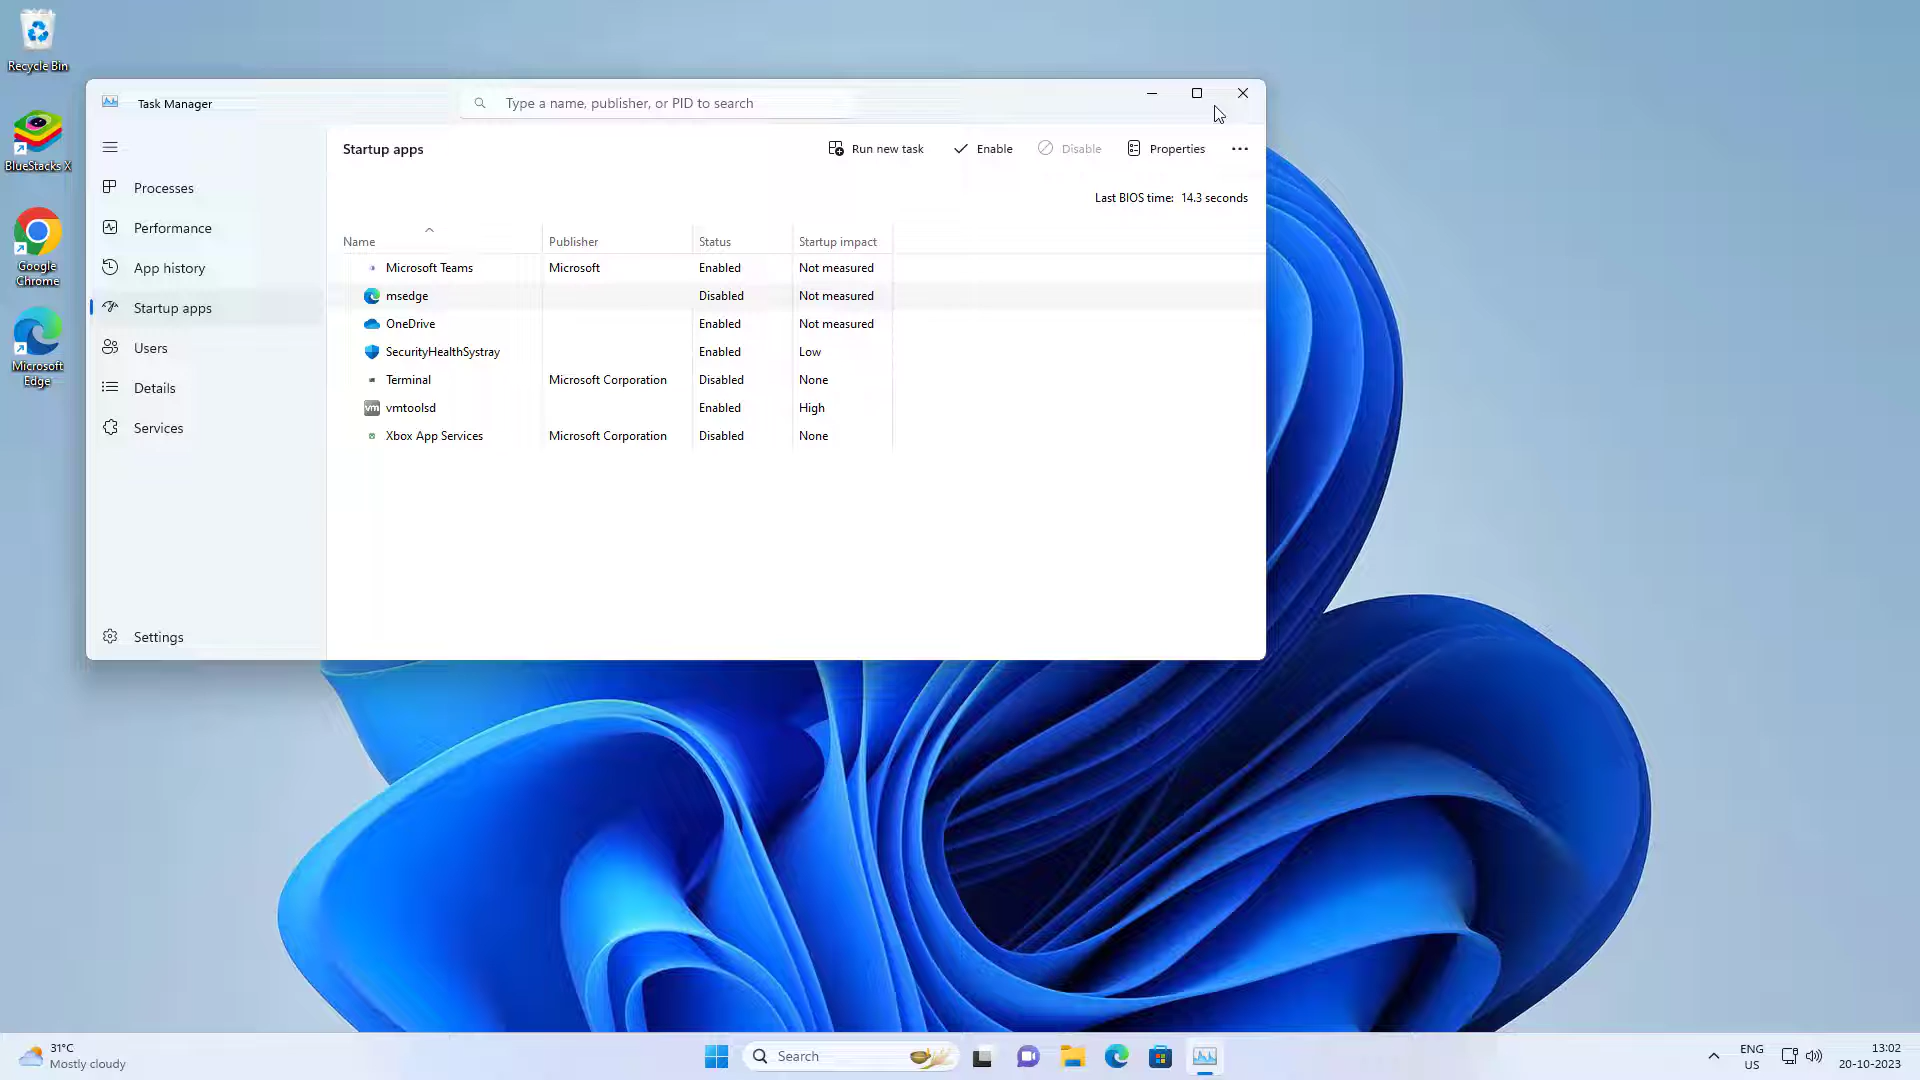 Recycle Bin
BlueStacks X
Google
Chrome
Microsoft
Edge
Task Manager
Type a name, publisher, or PID to search
Processes
Performance
App history
Startup apps
Users
Details
Services
Settings
Startup apps
Run new task
Enable
Disable
Properties
Last BIOS time: 14.3 seconds
Name Publisher Status Startup impact
Microsoft Teams Microsoft Enabled Not measured
msedge Disabled Not measured
OneDrive Enabled Not measured
SecurityHealthSystray Enabled Low
Terminal Microsoft Corporation Disabled None
vm vmtoolsd Enabled High
Xbox App Services Microsoft Corporation Disabled None
31°C
Mostly cloudy
Search
ENG
US
13:02
20-10-2023